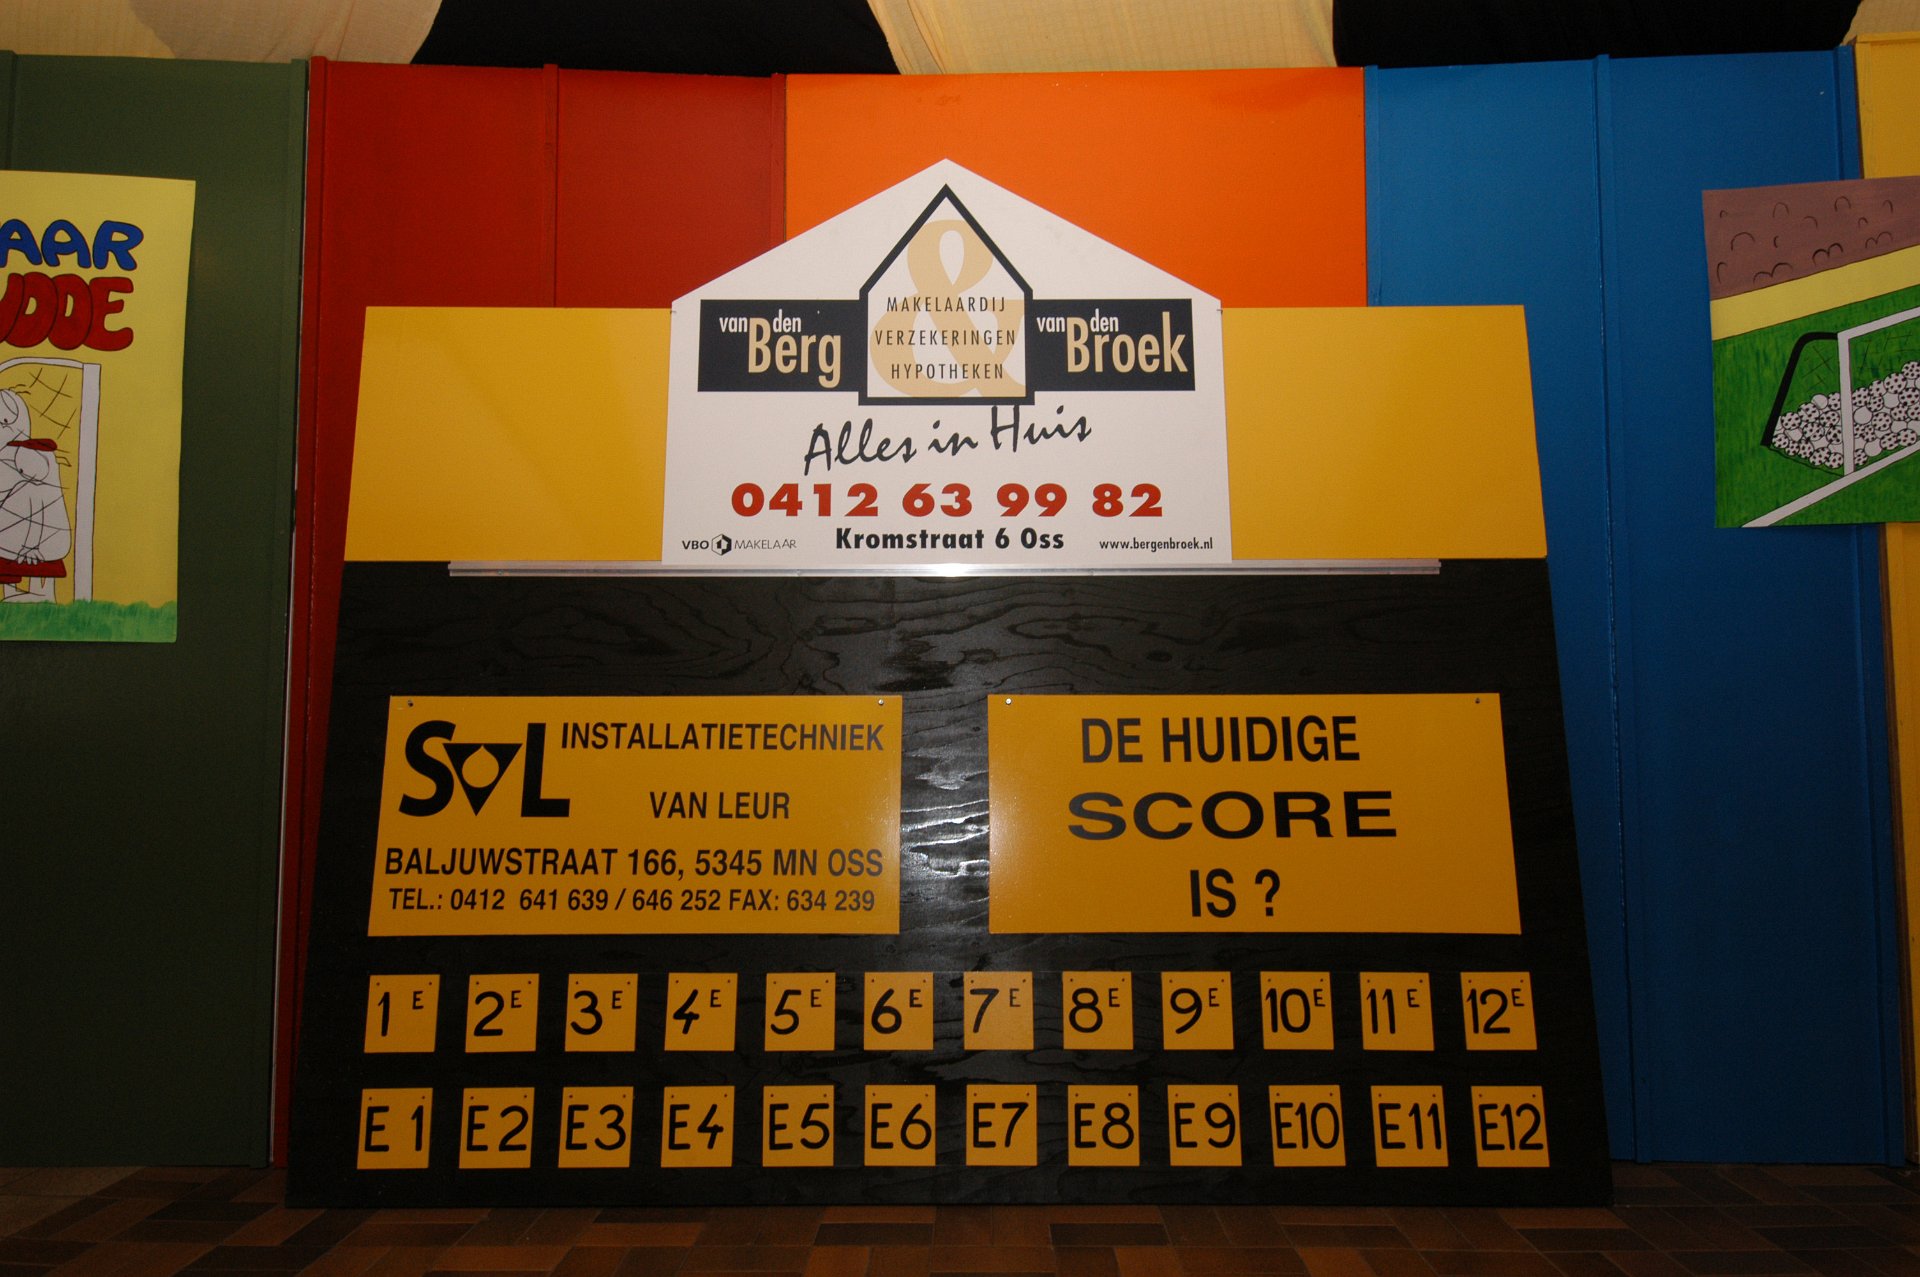 AAR
DDE
van den Berg
&
van den Broek
MAKELAARDIJ
VERZEKERINGEN
HYPOTHEKEN
Alles in Huis
0412 63 99 82
VBO MAKELAAR
Kromstraat 6 Oss
www.bergenbroek.nl
SVL INSTALLATIETECHNIEK
VAN LEUR
BALJUWSTRAAT 166, 5345 MN OSS
TEL.: 0412 641 639 / 646 252 FAX: 634 239
DE HUIDIGE
SCORE
IS ?
1E 2E 3E 4E 5E 6E 7E 8E 9E 10E 11E 12E
E1 E2 E3 E4 E5 E6 E7 E8 E9 E10 E11 E12